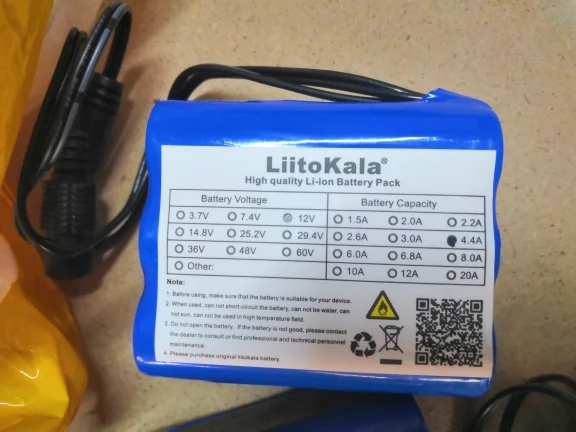 LiitoKala®
High quality Li-ion Battery Pack
Battery Voltage Battery Capacity
3.7V 7.4V 12V 1.5A 2.0A 2.2A
14.8V 25.2V 29.4V 2.6A 3.0A 4.4A
36V 48V 60V 6.0A 6.8A 8.0A
Other: 10A 12A 20A
Note:
1. Before using, make sure that the battery is suitable for your device.
2. When used, can not short-circuit the battery, can not be water, can
not sun, can not be used in high temperature field.
3. Do not open the battery. If the battery is not good, please contact
the dealer to consult or find professional and technical personnel
maintenance.
4. Please purchase original liitokala battery.